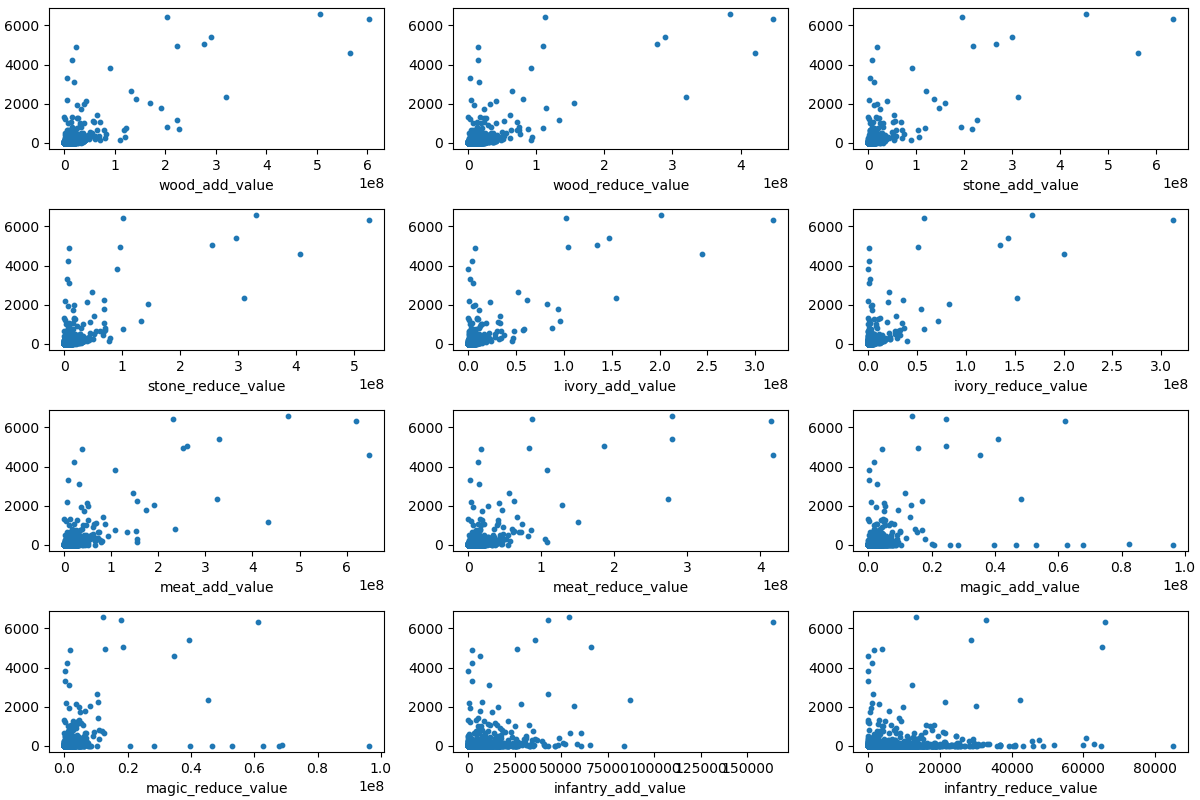 6000 6000 6000
4000 4000 4000
2000 2000 2000
0 0 0
0 1 2 3 4 5 6 0 1 2 3 4 0 1 2 3 4 5 6
1e8 1e8 1e8
wood_add_value wood_reduce_value stone_add_value
6000 6000 6000
4000 4000 4000
2000 2000 2000
0 0 0
0 1 2 3 4 5 0.0 0.5 1.0 1.5 2.0 2.5 3.0 0.0 0.5 1.0 1.5 2.0 2.5 3.0
1e8 1e8 1e8
stone_reduce_value ivory_add_value ivory_reduce_value
6000 6000 6000
4000 4000 4000
2000 2000 2000
0 0 0
0 1 2 3 4 5 6 0 1 2 3 4 0.0 0.2 0.4 0.6 0.8 1.0
1e8 1e8 1e8
meat_add_value meat_reduce_value magic_add_value
6000 6000 6000
4000 4000 4000
2000 2000 2000
0 0 0
0.0 0.2 0.4 0.6 0.8 1.0 0 25000 50000 75000 100000 125000 150000 0 20000 40000 60000 80000
1e8
magic_reduce_value infantry_add_value infantry_reduce_value